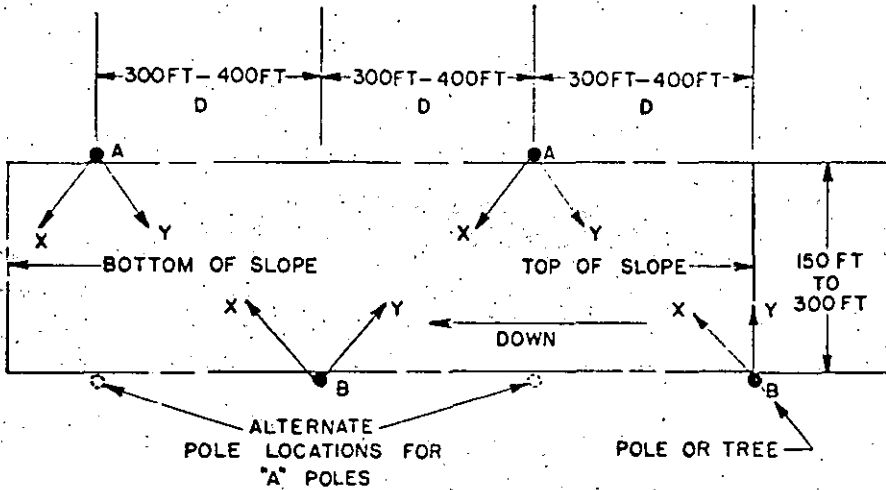 300FT-400FT 300FT-400FT 300FT-400FT
D D D
A A
X Y X Y
BOTTOM OF SLOPE TOP OF SLOPE 150 FT
TO
300 FT
X Y X Y
DOWN
B B
ALTERNATE
POLE LOCATIONS FOR POLE OR TREE
"A" POLES